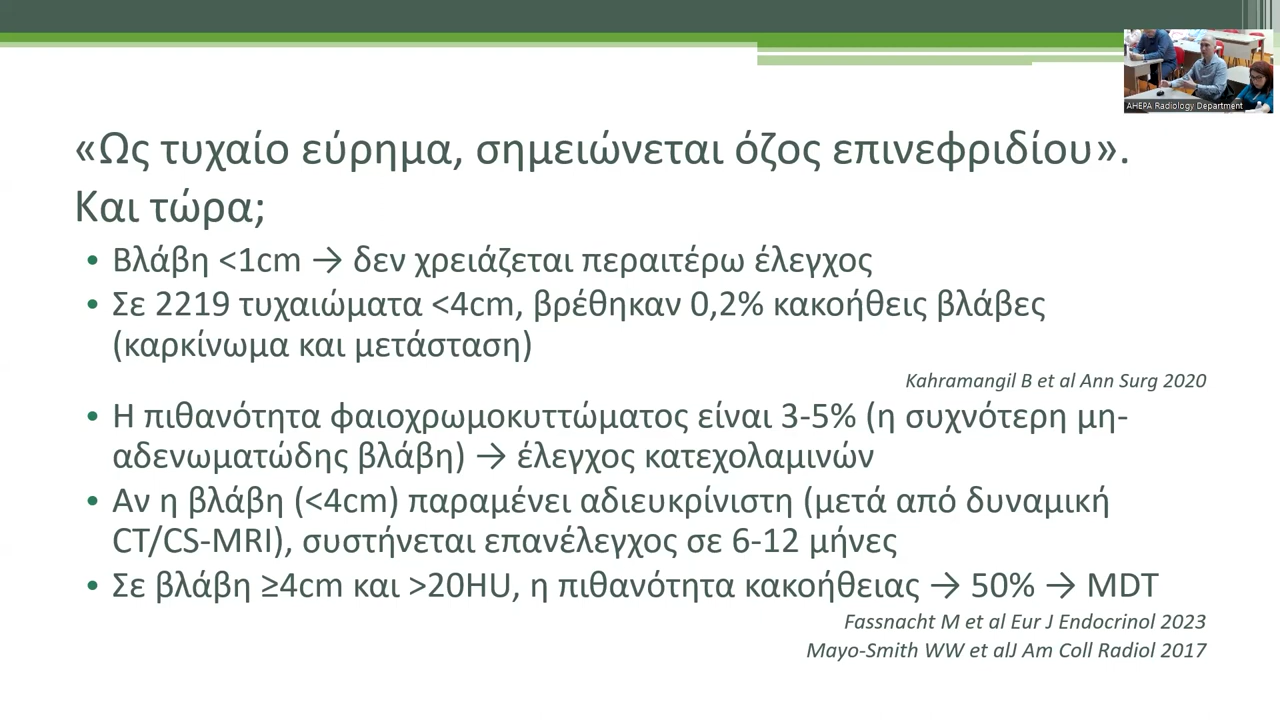 AHEPA Radiology Department
«Ως τυχαίο εύρημα, σημειώνεται όζος επινεφριδίου».
Και τώρα;
• Βλάβη <1cm → δεν χρειάζεται περαιτέρω έλεγχος
• Σε 2219 τυχαιώματα <4cm, βρέθηκαν 0,2% κακοήθεις βλάβες
(καρκίνωμα και μετάσταση)
Kahramangil B et al Ann Surg 2020
• Η πιθανότητα φαιοχρωμοκυττώματος είναι 3-5% (η συχνότερη μη-
αδενωματώδης βλάβη) → έλεγχος κατεχολαμινών
• Αν η βλάβη (<4cm) παραμένει αδιευκρίνιστη (μετά από δυναμική
CT/CS-MRI), συστήνεται επανέλεγχος σε 6-12 μήνες
• Σε βλάβη ≥4cm και >20HU, η πιθανότητα κακοήθειας → 50% → MDT
Fassnacht M et al Eur J Endocrinol 2023
Mayo-Smith WW et alJ Am Coll Radiol 2017